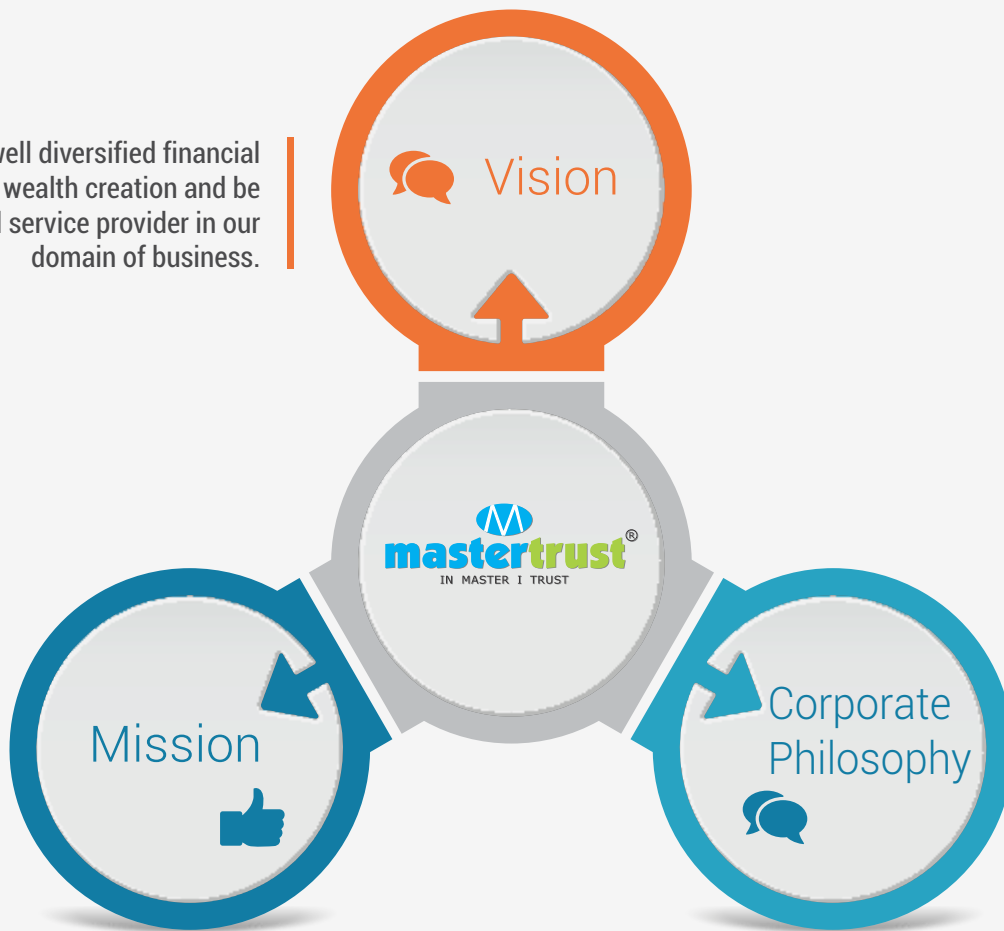 well diversified financial
wealth creation and be
service provider in our
domain of business.
Vision
mastertrust®
IN MASTER I TRUST
Mission
Corporate
Philosophy